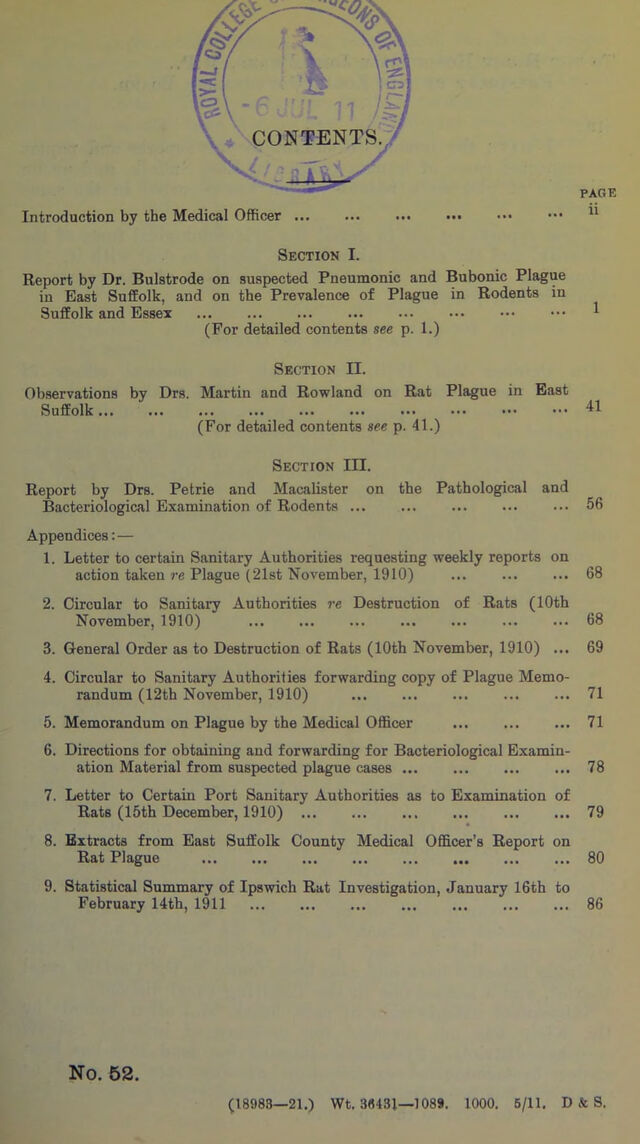 ROYAL COLLEGE OF SURGEONS OF ENGLAND
-6 JUL 11
LIBRARY
CONTENTS.
PAGE
Introduction by the Medical Officer ... ... ... ... ... ... ii
SECTION I.
Report by Dr. Bulstrode on suspected Pneumonic and Bubonic Plague
in East Suffolk, and on the Prevalence of Plague in Rodents in
Suffolk and Essex ... ... ... ... ... ... ... ... 1
(For detailed contents see p. 1.)
SECTION II.
Observations by Drs. Martin and Rowland on Rat Plague in East
Suffolk ... ... ... ... ... ... ... ... ... ... 41
(For detailed contents see p. 41.)
SECTION III.
Report by Drs. Petrie and Macalister on the Pathological and
Bacteriological Examination of Rodents ... ... ... ... ... 56
Appendices:—
1. Letter to certain Sanitary Authorities requesting weekly reports on
action taken re Plague (21st November, 1910) ... ... ... 68
2. Circular to Sanitary Authorities re Destruction of Rats (10th
November, 1910) ... ... ... ... ... ... ... 68
3. General Order as to Destruction of Rats (10th November, 1910) ... 69
4. Circular to Sanitary Authorities forwarding copy of Plague Memo-
randum (12th November, 1910) ... ... ... ... ... 71
5. Memorandum on Plague by the Medical Officer ... ... ... 71
6. Directions for obtaining and forwarding for Bacteriological Examin-
ation Material from suspected plague cases ... ... ... ... 78
7. Letter to Certain Port Sanitary Authorities as to Examination of
Rats (15th December, 1910) ... ... ... ... ... ... 79
8. Extracts from East Suffolk County Medical Officer's Report on
Rat Plague ... ... ... ... ... ... ... ... 80
9. Statistical Summary of Ipswich Rat Investigation, January 16th to
February 14th, 1911 ... ... ... ... ... ... ... 86
No. 52.
(18983—21.) Wt. 36431—1089. 1000. 5/11. D & S.